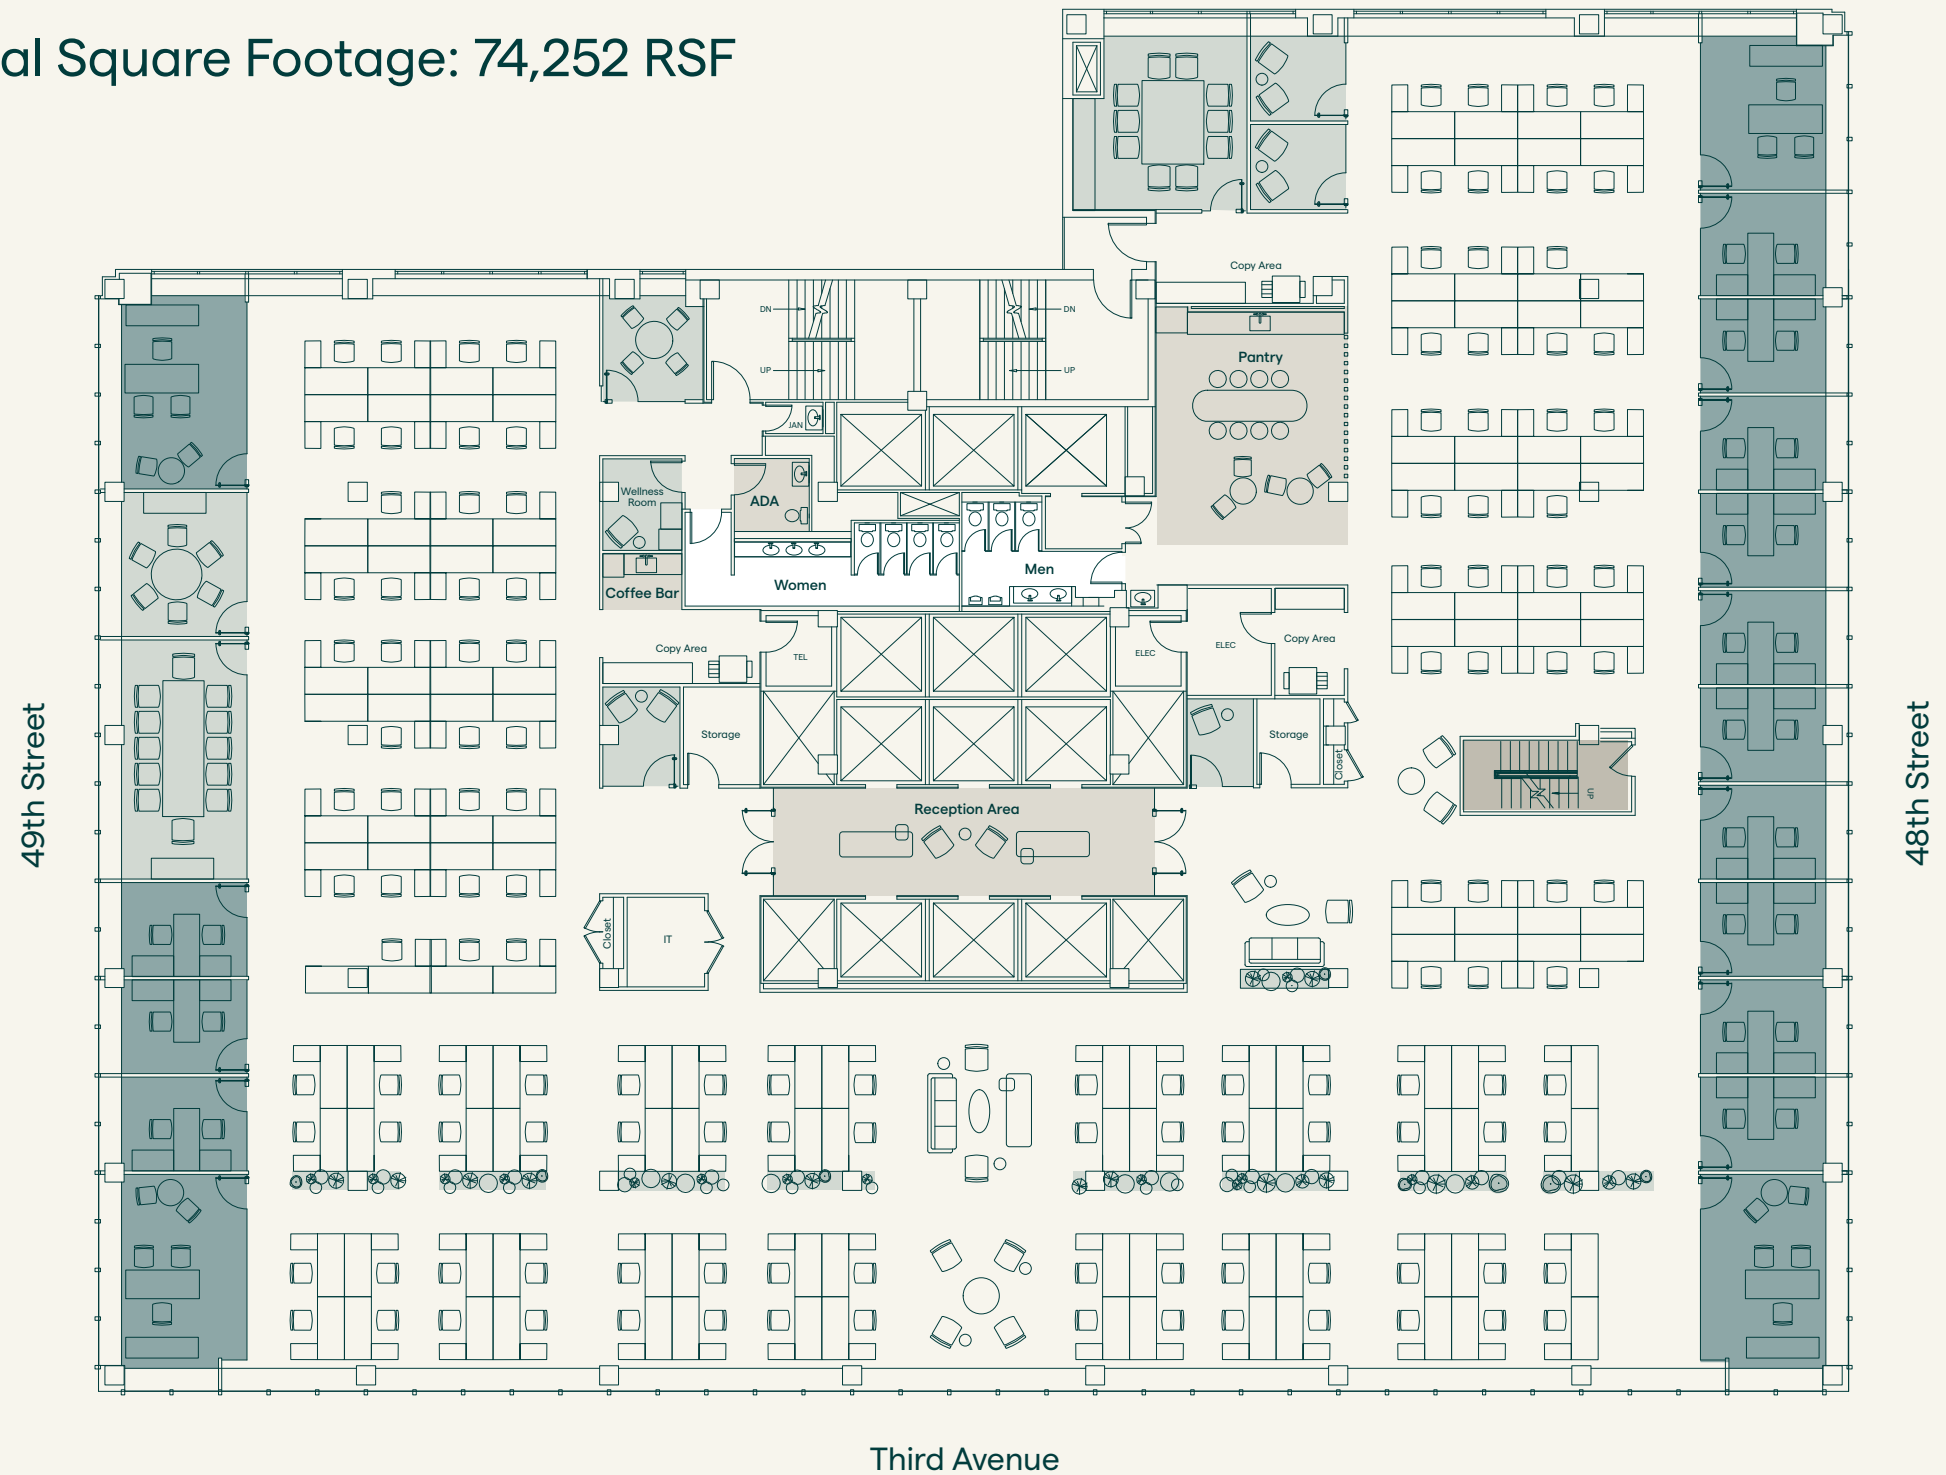 al Square Footage: 74,252 RSF
Copy Area
DN
DN
Pantry
UP
UP
JAN
Wellness
Room
ADA
Men
Women
Coffee Bar
Copy Area
TEL
ELEC
ELEC
Copy Area
Storage
Storage
Closet
UP
49th Street
48th Street
Reception Area
Closet
IT
Third Avenue